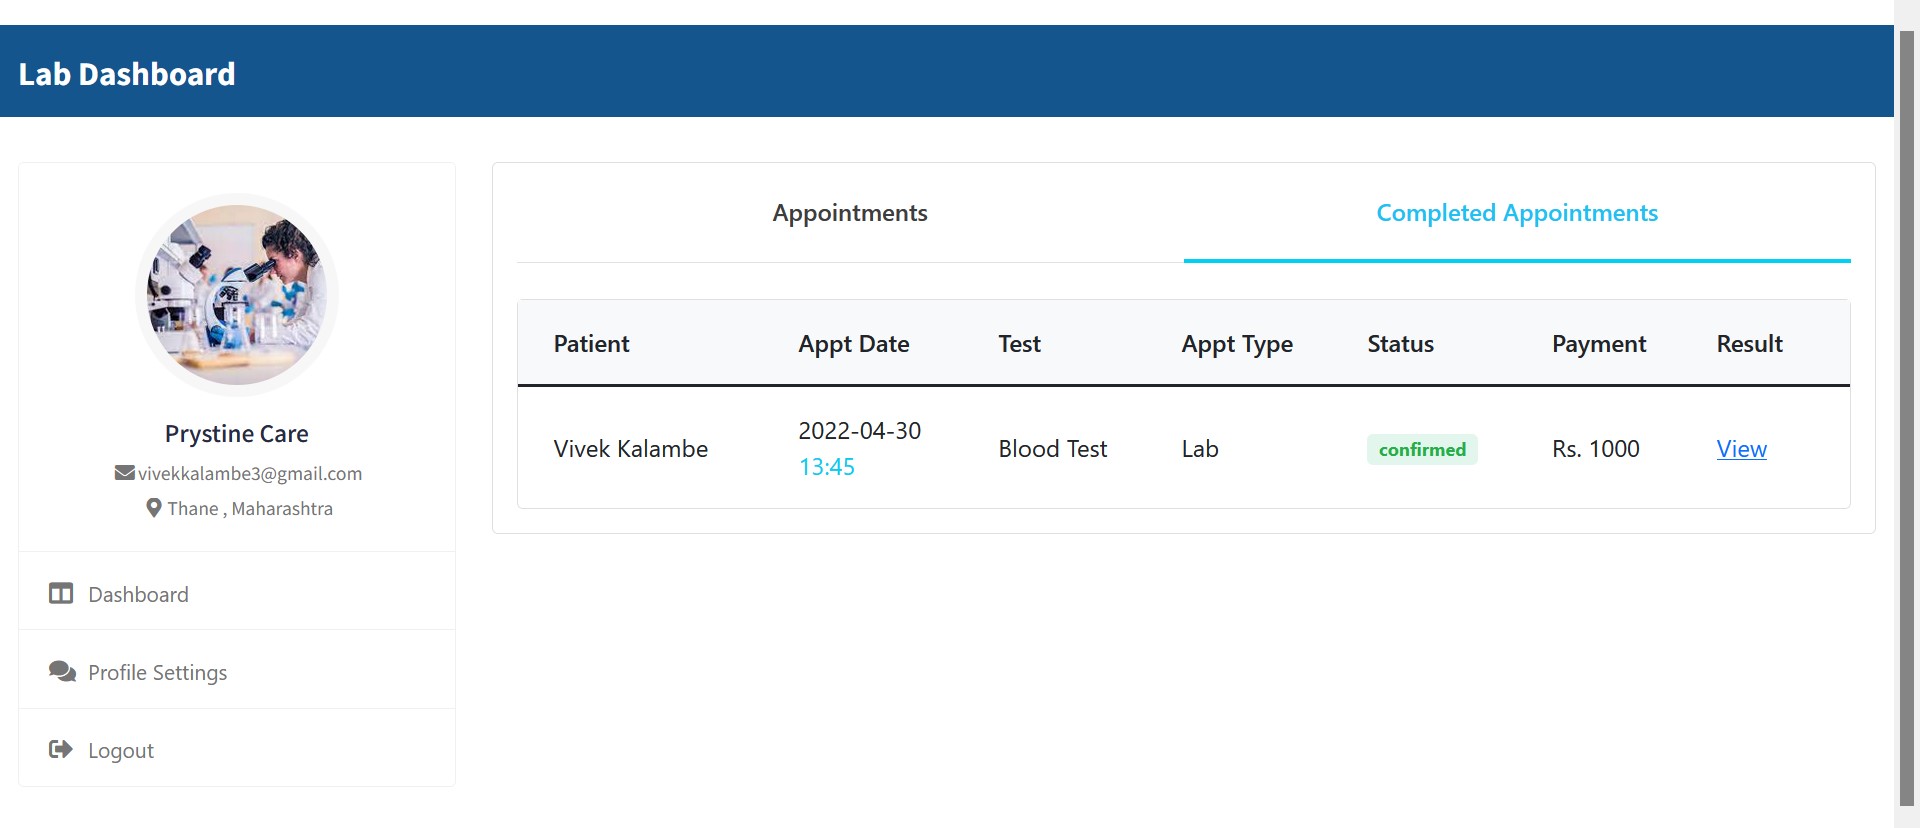 Lab Dashboard
Prystine Care
vivekkalambe3@gmail.com
Thane , Maharashtra
Dashboard
Profile Settings
Logout
Appointments Completed Appointments
Patient Appt Date Test Appt Type Status Payment Result
Vivek Kalambe 2022-04-30 Blood Test Lab confirmed Rs. 1000 View
13:45